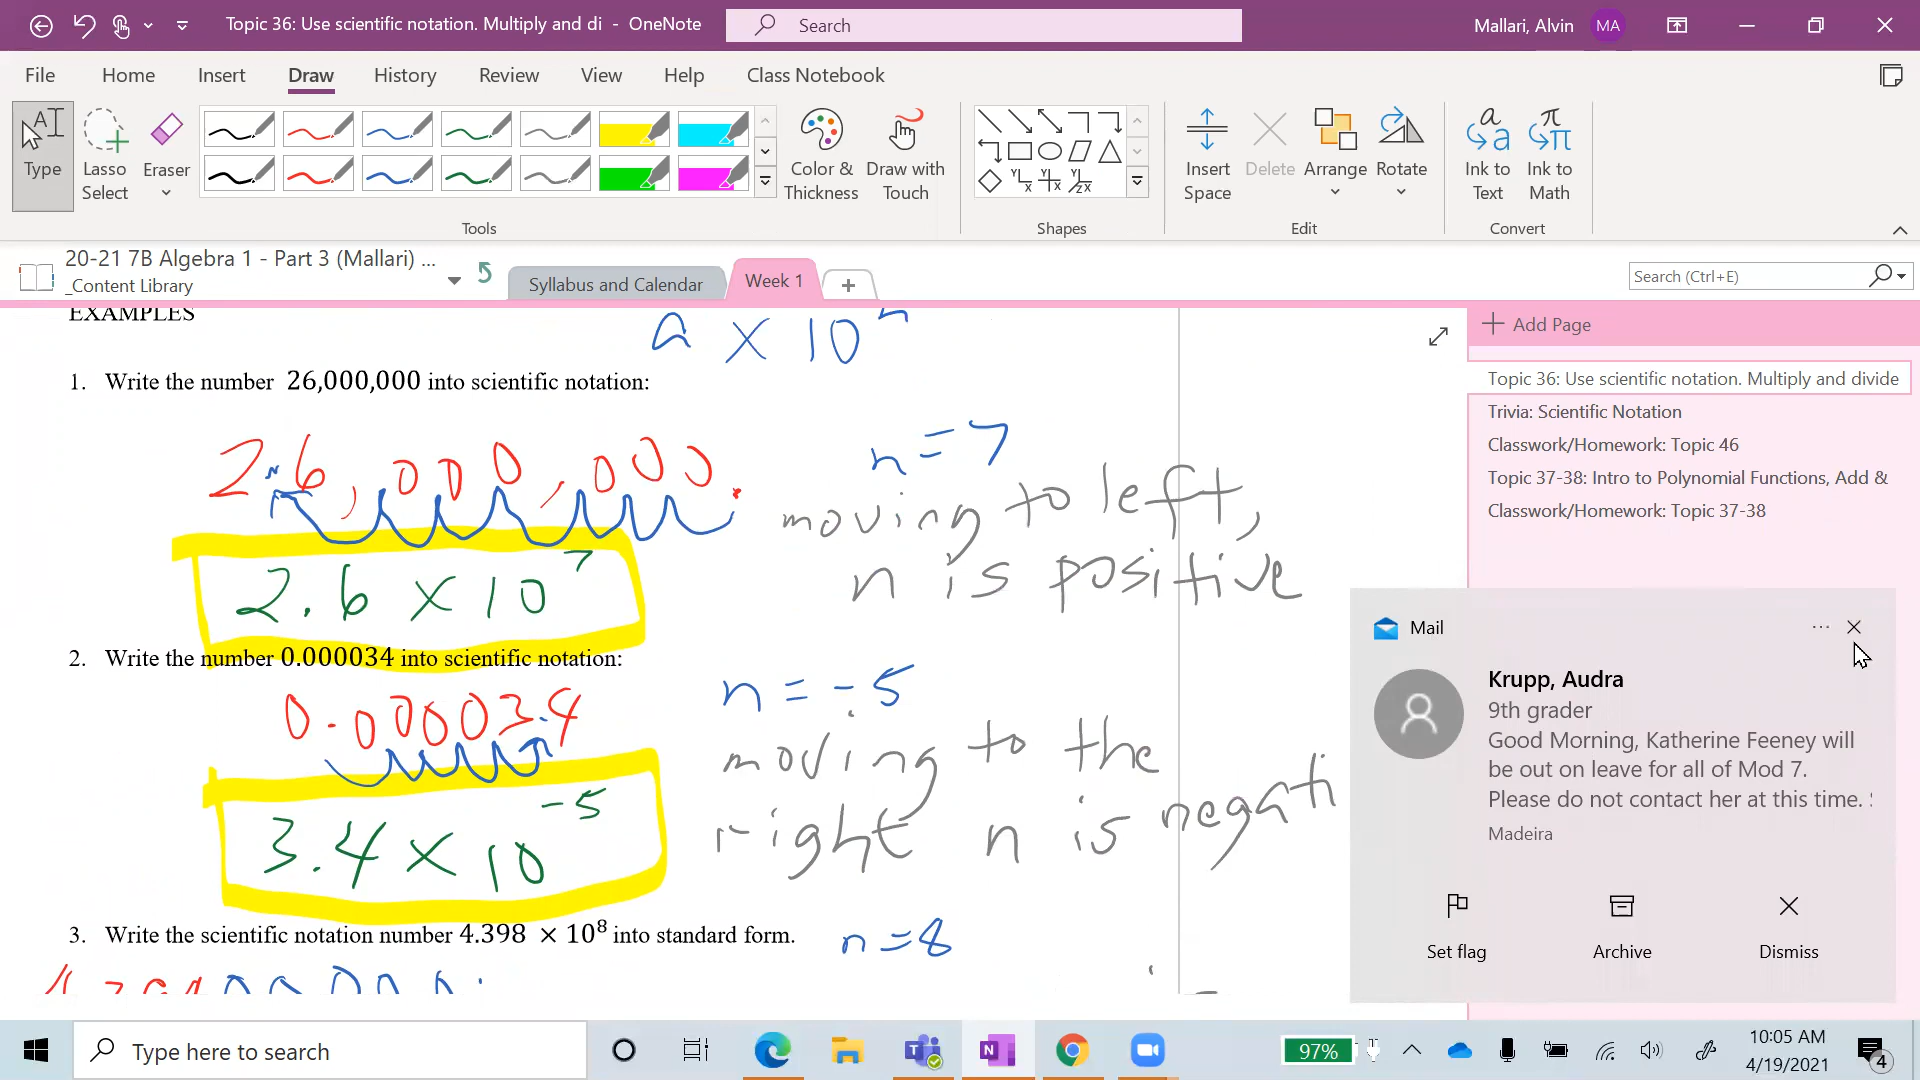 Topic 36: Use scientific notation. Multiply and di - OneNote
Search
Mallari, Alvin
MA
File
Home
Insert
Draw
History
Review
View
Help
Class Notebook
Type
Lasso Select
Eraser
Color & Thickness
Draw with Touch
Insert Space
Delete
Arrange
Rotate
Ink to Text
Ink to Math
Tools
Shapes
Edit
Convert
20-21 7B Algebra 1 - Part 3 (Mallari) ...
_Content Library
Syllabus and Calendar
Week 1
Search (Ctrl+E)
EXAMPLES
a × 10ⁿ
1. Write the number 26,000,000 into scientific notation:
2.6,000,000.
n = 7
moving to left,
n is positive
2.6 × 10⁷
2. Write the number 0.000034 into scientific notation:
0.00003.4
n = -5
moving to the
right n is negati
3.4 × 10⁻⁵
3. Write the scientific notation number 4.398 × 10⁸ into standard form.
n = 8
Add Page
Topic 36: Use scientific notation. Multiply and divide
Trivia: Scientific Notation
Classwork/Homework: Topic 46
Topic 37-38: Intro to Polynomial Functions, Add &
Classwork/Homework: Topic 37-38
Mail
Krupp, Audra
9th grader
Good Morning, Katherine Feeney will
be out on leave for all of Mod 7.
Please do not contact her at this time.
Madeira
Set flag
Archive
Dismiss
Type here to search
97%
10:05 AM
4/19/2021
4